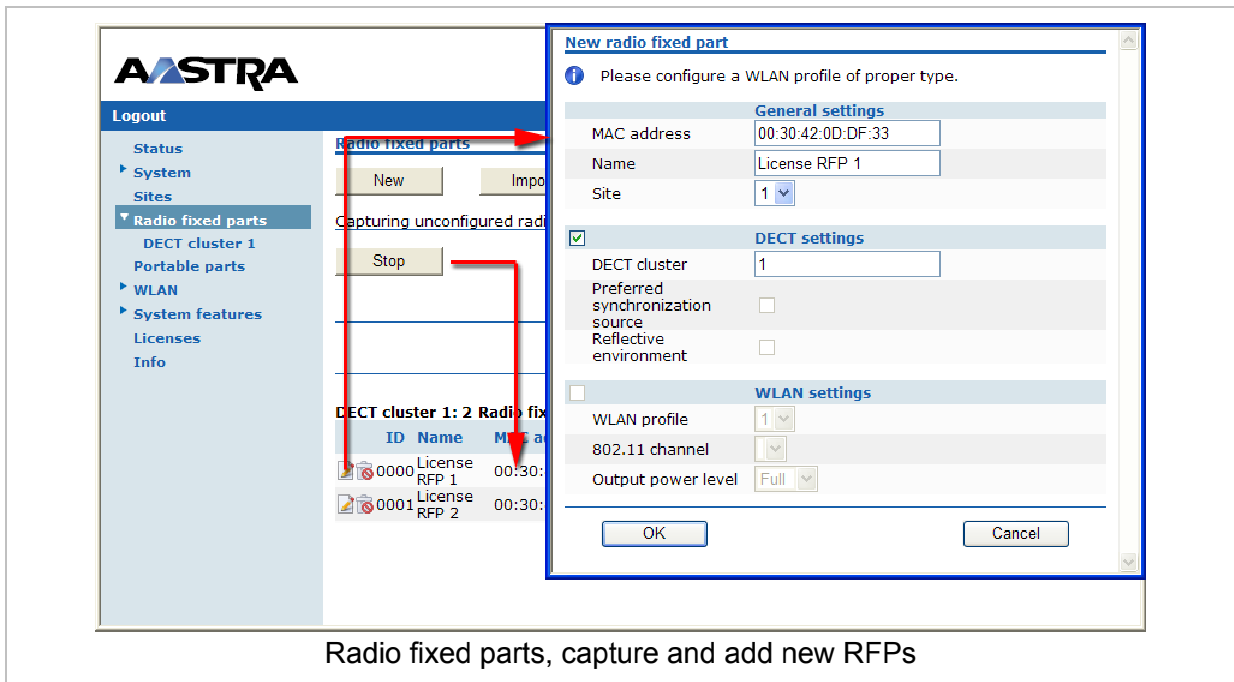 AASTRA
Logout
Status
System
Sites
Radio fixed parts
DECT cluster 1
Portable parts
WLAN
System features
Licenses
Info
Radio fixed parts
New
Impo
Capturing unconfigured radi
Stop
DECT cluster 1: 2 Radio fix
ID Name
0000 License RFP 1 00:30:
0001 License RFP 2 00:30:
New radio fixed part
Please configure a WLAN profile of proper type.
General settings
MAC address 00:30:42:0D:DF:33
Name License RFP 1
Site 1
DECT settings
DECT cluster 1
Preferred
synchronization
source
Reflective
environment
WLAN settings
WLAN profile 1
802.11 channel
Output power level Full
OK Cancel
Radio fixed parts, capture and add new RFPs